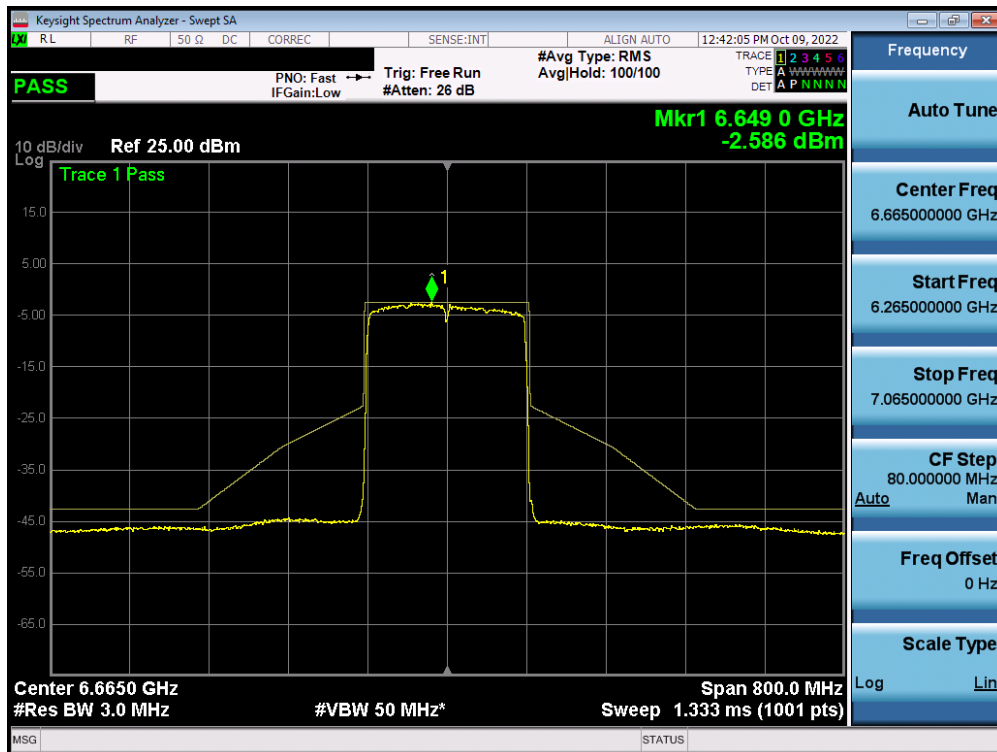 Keysight Spectrum Analyzer - Swept SA
LXI RL RF 50 Ω DC CORREC SENSE:INT ALIGN AUTO 12:42:05 PM Oct 09, 2022
PASS
PNO: Fast
IFGain:Low
Trig: Free Run
#Atten: 26 dB
#Avg Type: RMS
Avg|Hold: 100/100
TRACE 1 2 3 4 5 6
TYPE A WWWWW
DET A P N N N N
Mkr1 6.649 0 GHz
-2.586 dBm
10 dB/div
Log
Ref 25.00 dBm
Trace 1 Pass
1
15.0
5.00
-5.00
-15.0
-25.0
-35.0
-45.0
-55.0
-65.0
Center 6.6650 GHz
Span 800.0 MHz
#Res BW 3.0 MHz
#VBW 50 MHz*
Sweep 1.333 ms (1001 pts)
MSG
STATUS
Frequency
Auto Tune
Center Freq
6.665000000 GHz
Start Freq
6.265000000 GHz
Stop Freq
7.065000000 GHz
CF Step
80.000000 MHz
Auto Man
Freq Offset
0 Hz
Scale Type
Log Lin